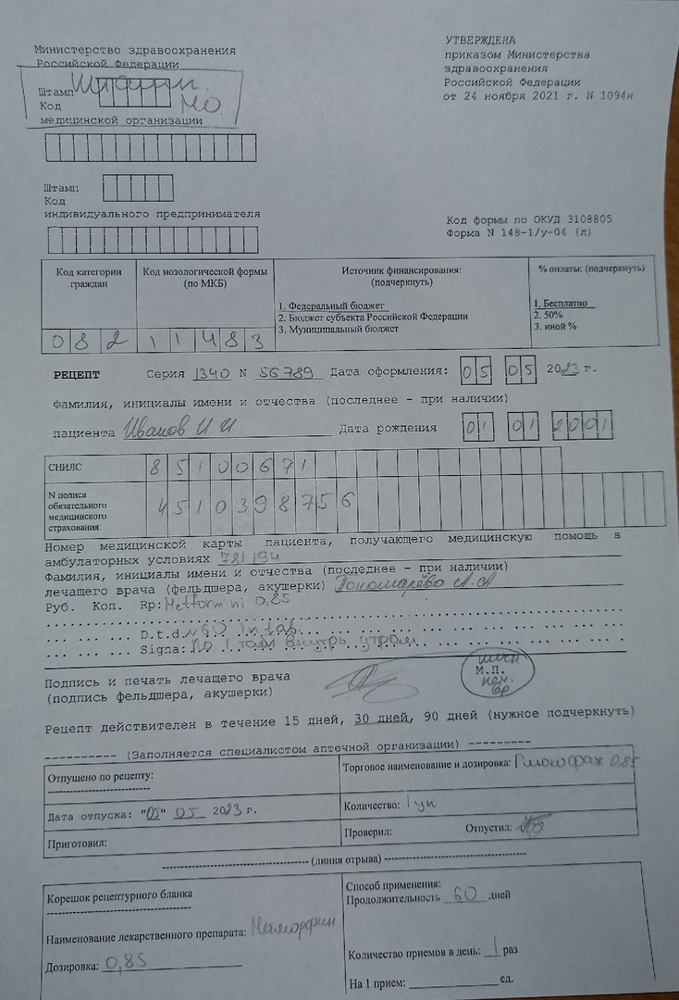 Министерство здравоохранения
Российской Федерации
УТВЕРЖДЕНА
приказом Министерства
здравоохранения
Российской Федерации
от 24 ноября 2021 г. N 1094н
Штамп
Код
МО.
медицинской организации
Штамп
Код
индивидуального предпринимателя
Код формы по ОКУД 3108805
Форма N 148-1/у-04 (л)
Код категории граждан
Код нозологической формы (по МКБ)
Источник финансирования: (подчеркнуть)
1. Федеральный бюджет
2. Бюджет субъекта Российской Федерации
3. Муниципальный бюджет
% оплаты: (подчеркнуть)
1. Бесплатно
2. 50%
3. иной %
0 8 2 1 1 4 8 3
РЕЦЕПТ Серия 1340 N 56789 Дата оформления: 05 05 2023 г.
Фамилия, инициалы имени и отчества (последнее - при наличии)
пациента Иванов И И Дата рождения 01 01 2001
СНИЛС 8 5 1 0 0 6 7 1
N полиса обязательного медицинского страхования: 4 5 1 0 3 9 8 7 5 6
Номер медицинской карты пациента, получающего медицинскую помощь в
амбулаторных условиях 781194
Фамилия, инициалы имени и отчества (последнее - при наличии)
лечащего врача (фельдшера, акушерки) Пономарёво А.А
Руб. Коп. Rp: Metformini 0,85
D.t.d. N 60 in tab
Signa: По 1 табл внутрь утром
Подпись и печать лечащего врача
(подпись фельдшера, акушерки)
М.П.
Рецепт действителен в течение 15 дней, 30 дней, 90 дней (нужное подчеркнуть)
---------- (Заполняется специалистом аптечной организации) ---------
Отпущено по рецепту:
Торговое наименование и дозировка: Глюкофаж 0,85
Дата отпуска: "05" 05 2023 г.
Количество: 1 уп
Приготовил:
Проверил: Отпустил:
(линия отрыва)
Корешок рецептурного бланка
Способ применения:
Продолжительность 60 дней
Наименование лекарственного препарата: Метморфин
Количество приемов в день: 1 раз
Дозировка: 0,85
На 1 прием: ед.